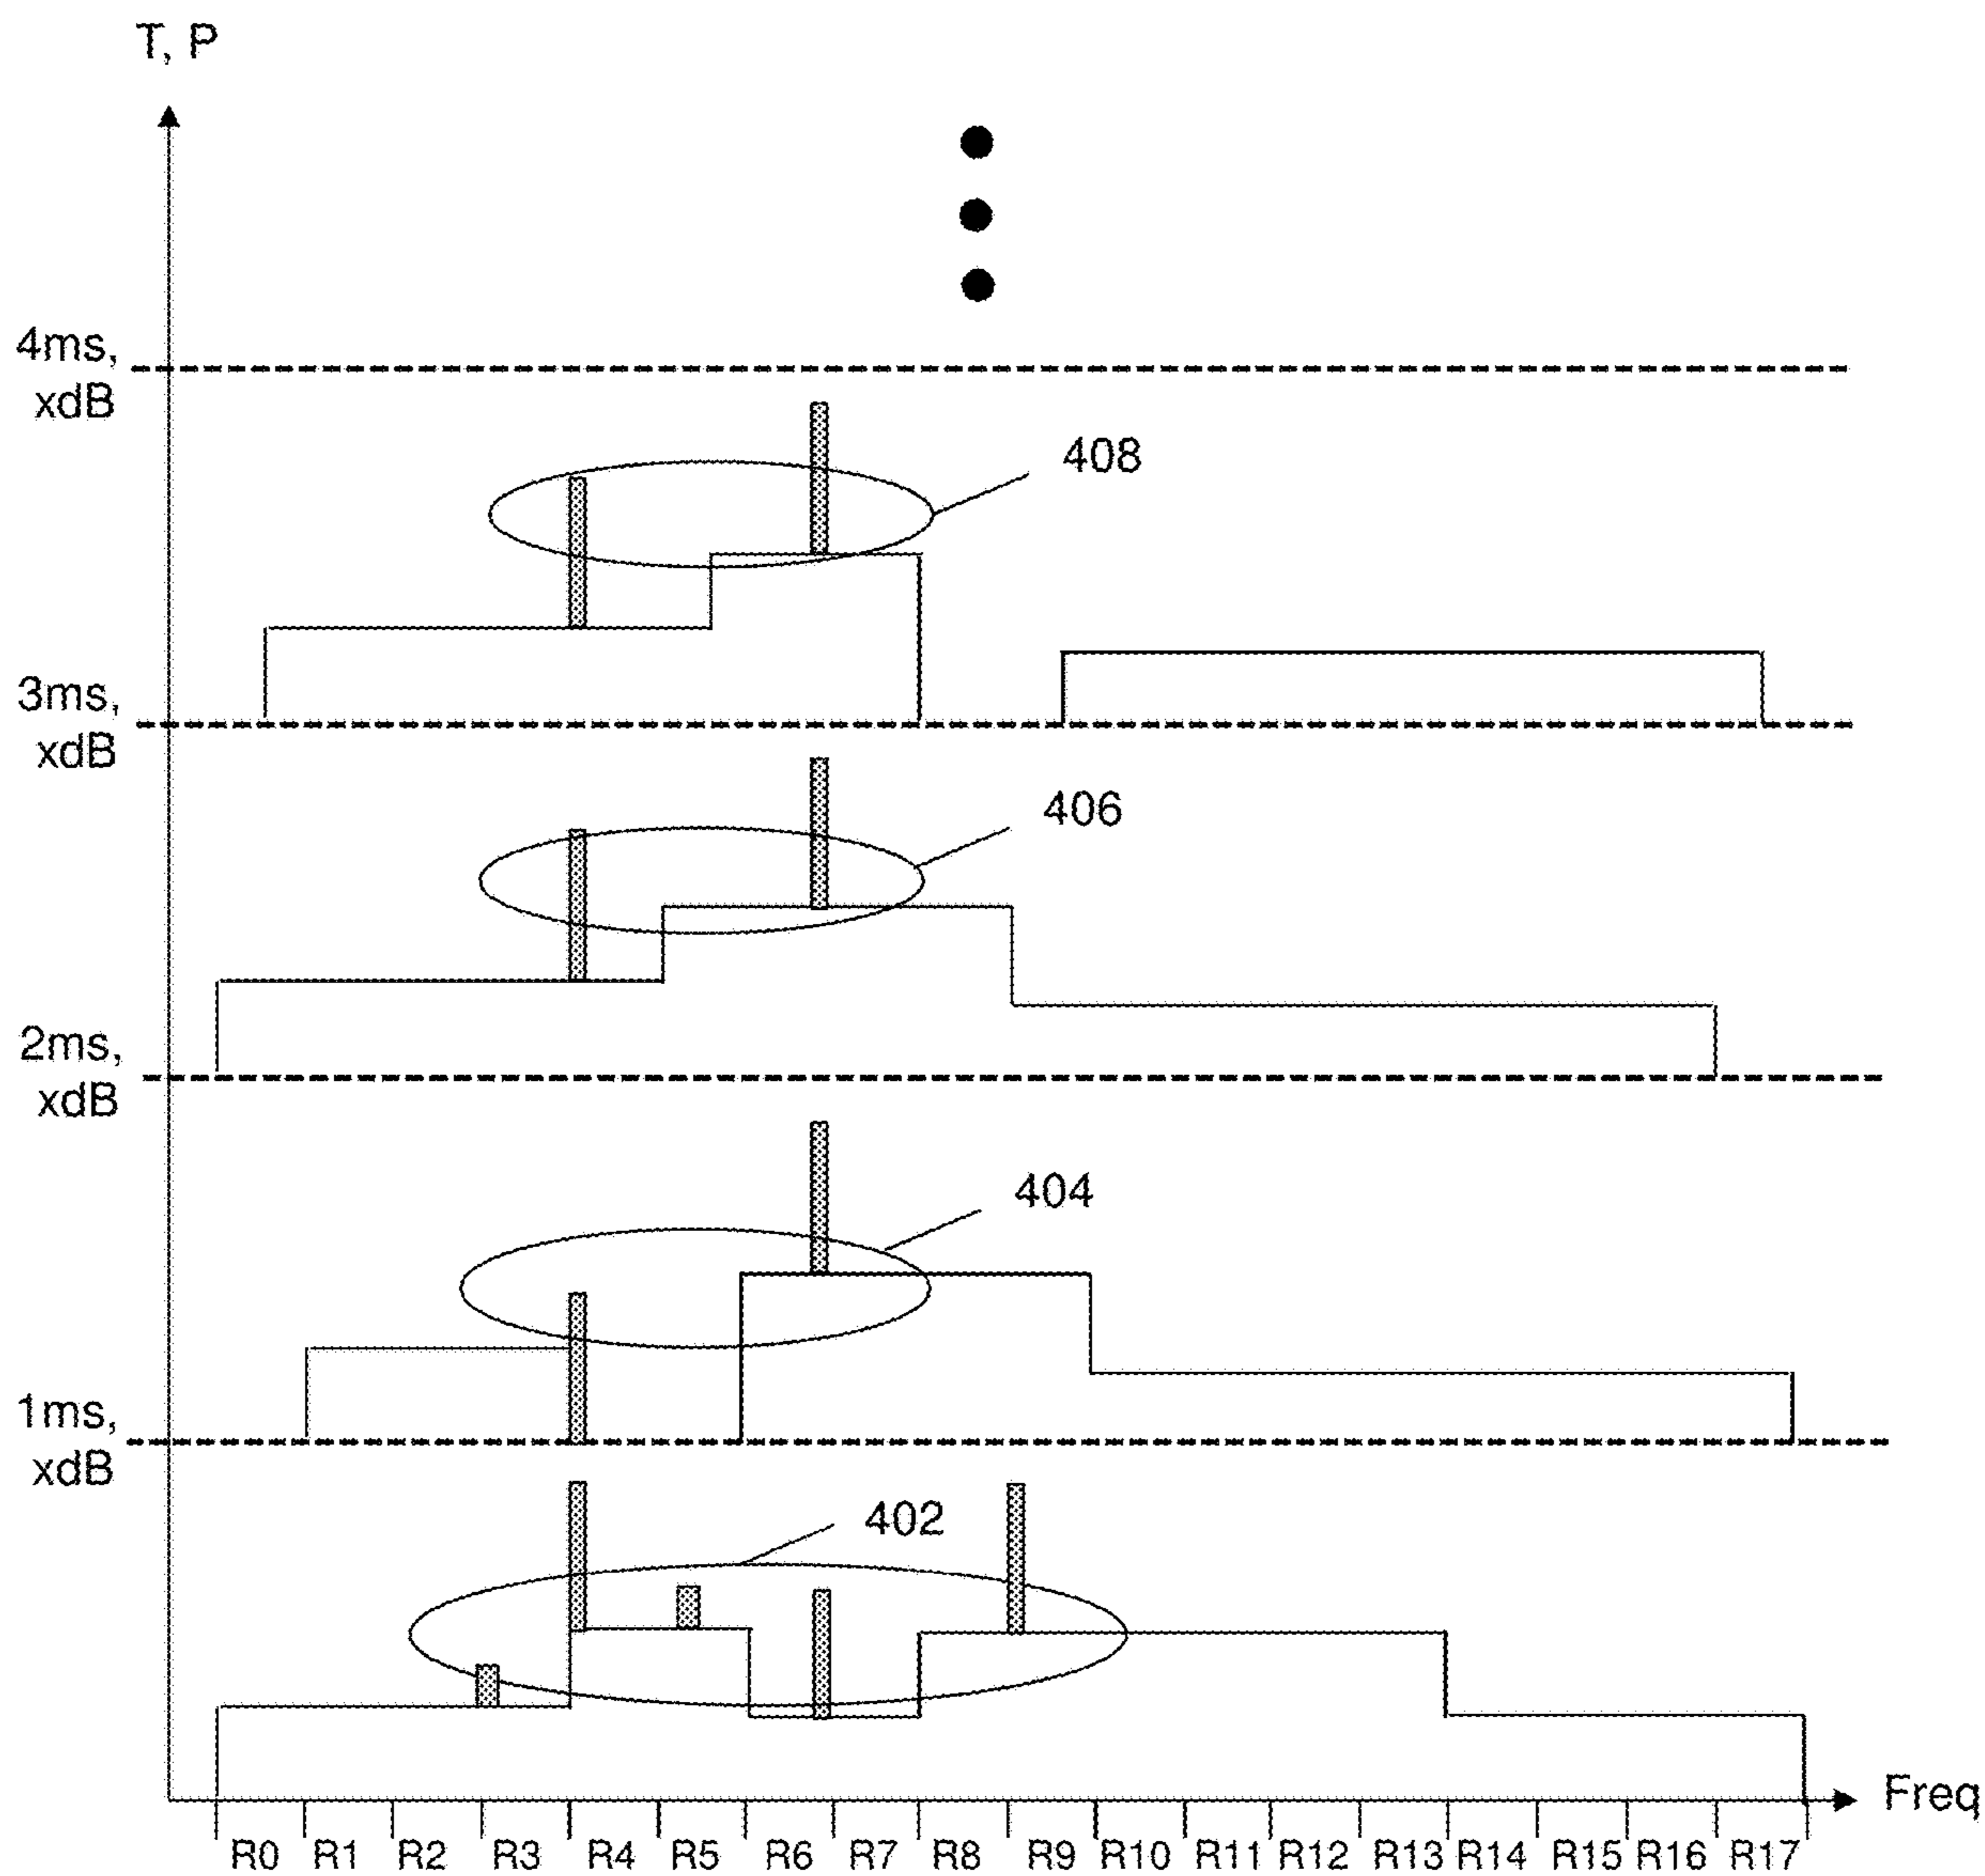 T, P
4ms,
xdB
408
3ms,
xdB
406
2ms,
xdB
404
1ms,
xdB
402
Freq
R0 R1 R2 R3 R4 R5 R6 R7 R8 R9 R10 R11 R12 R13 R14 R15 R16 R17